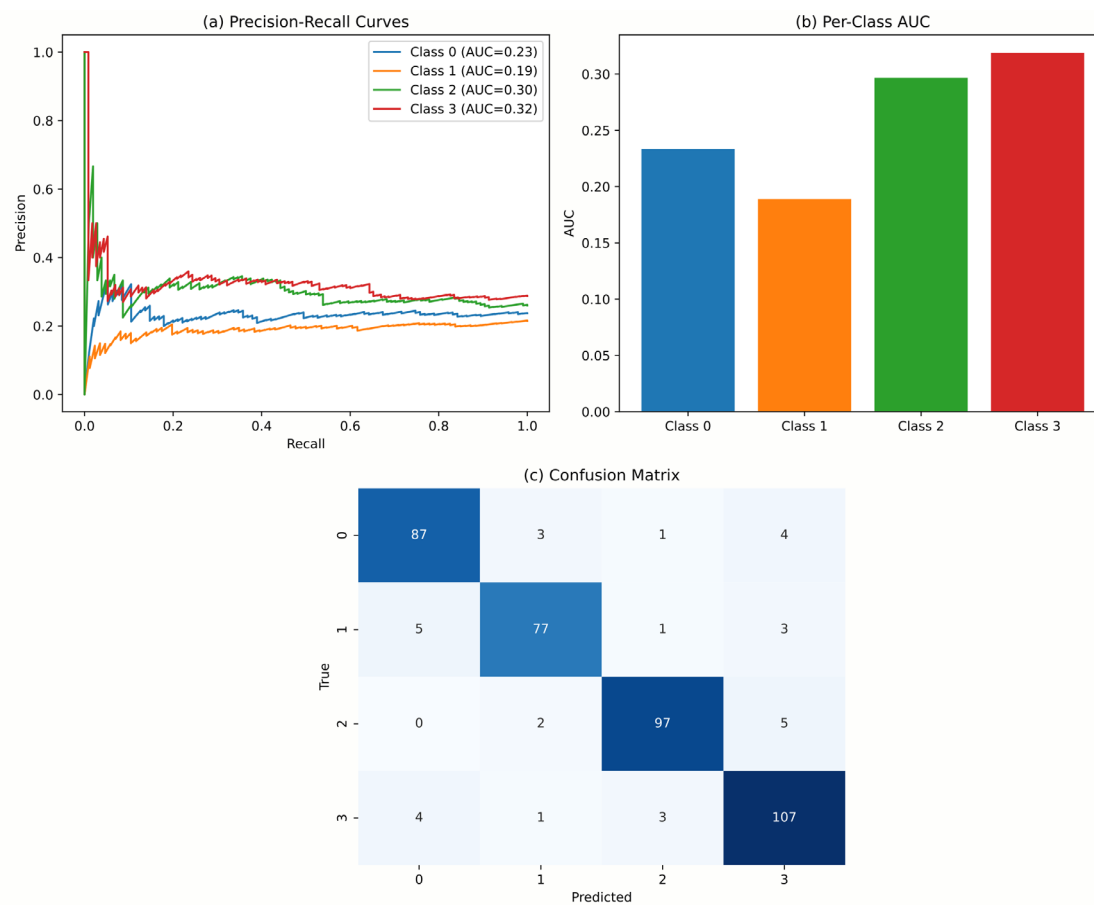 (a) Precision-Recall Curves
1.0
0.8
0.6
0.4
0.2
0.0
Precision
Class 0 (AUC=0.23)
Class 1 (AUC=0.19)
Class 2 (AUC=0.30)
Class 3 (AUC=0.32)
0.0 0.2 0.4 0.6 0.8 1.0
Recall
(b) Per-Class AUC
0.30
0.25
0.20
0.15
0.10
0.05
0.00
AUC
Class 0 Class 1 Class 2 Class 3
(c) Confusion Matrix
True
0 87 3 1 4
1 5 77 1 3
2 0 2 97 5
3 4 1 3 107
0 1 2 3
Predicted